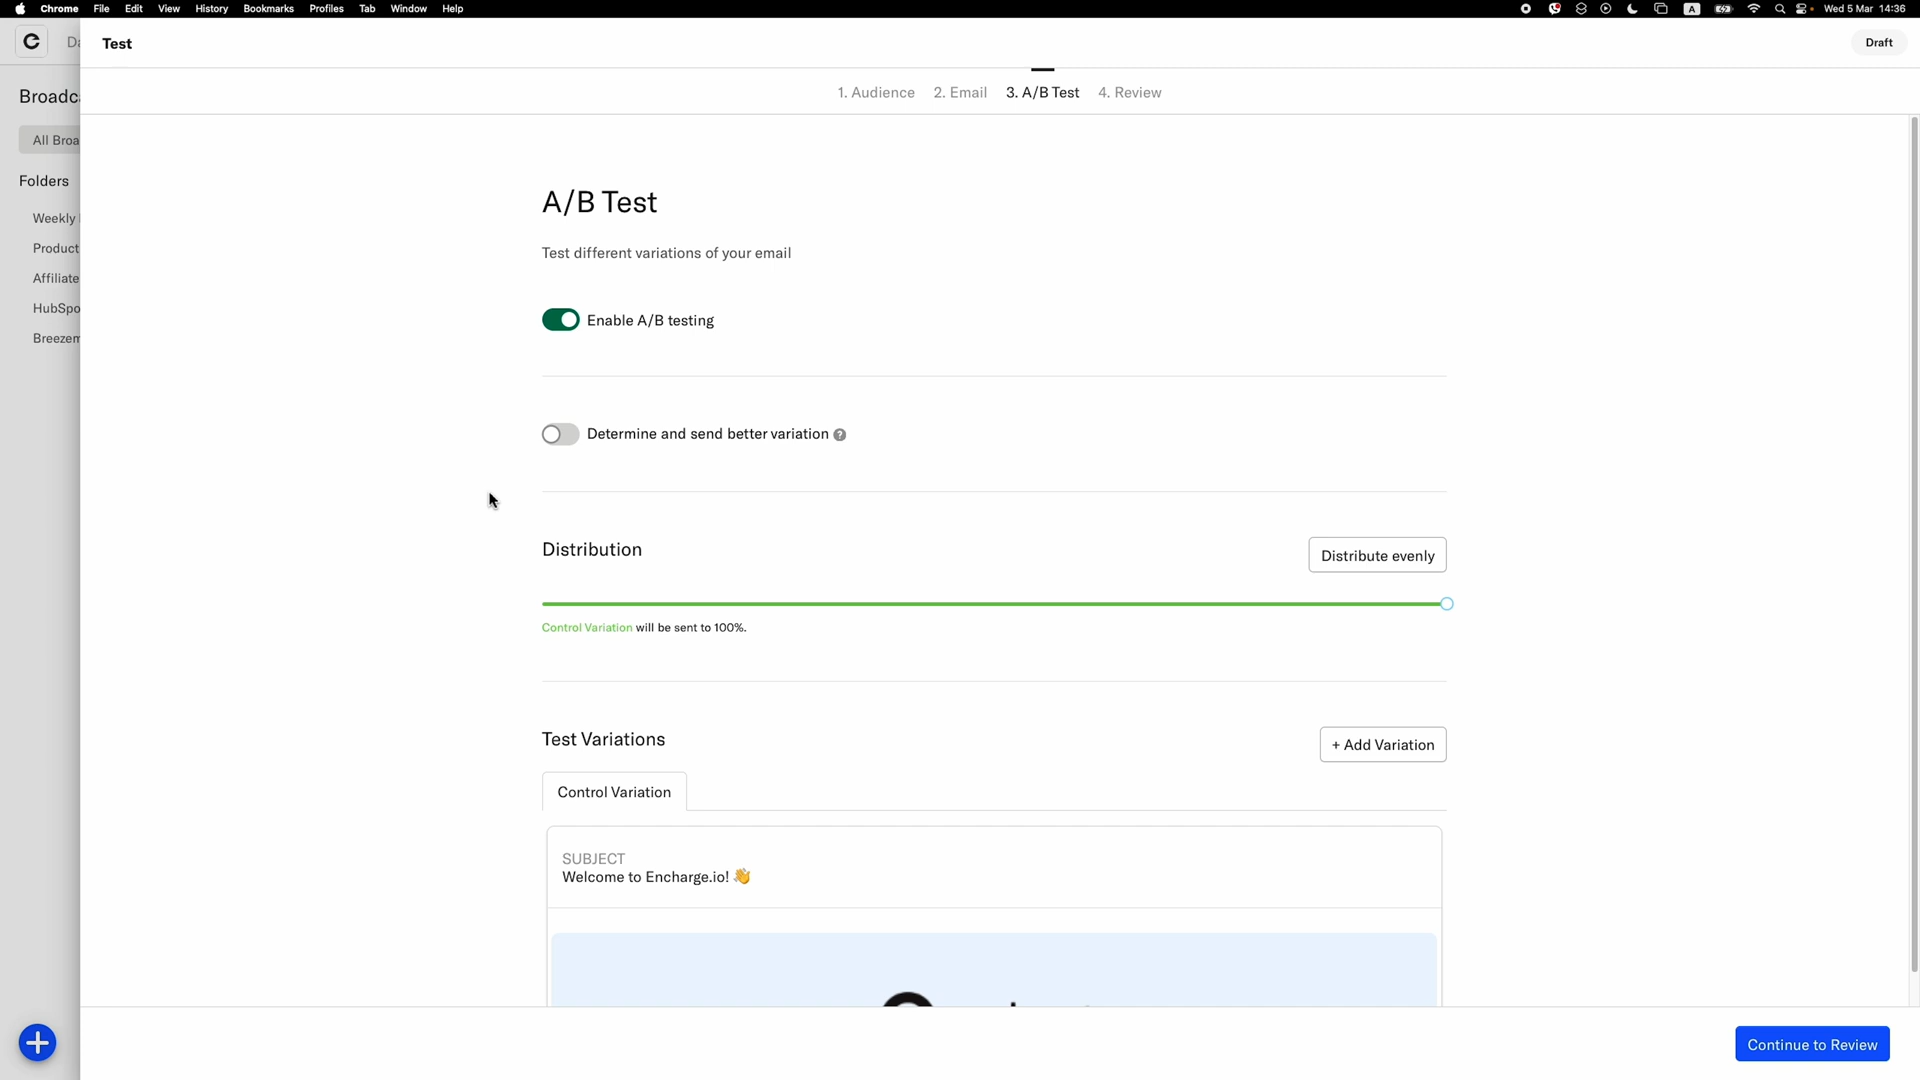 Chrome File Edit View History Bookmarks Profiles Tab Window Help
A
Wed 5 Mar 14:36
Test
Draft
1. Audience 2. Email 3. A/B Test 4. Review
All
Folders
Weekly
Product
Affiliate
A/B Test
Test different variations of your email
Enable A/B testing
Determine and send better variation ?
Distribution
Distribute evenly
Control Variation will be sent to 100%.
Test Variations
+ Add Variation
Control Variation
SUBJECT
Welcome to Encharge.io! 👋
Continue to Review